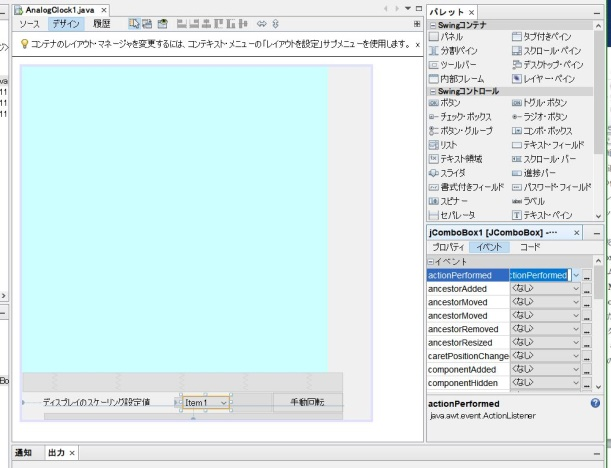 AnalogClock1.java ×
ソース デザイン 履歴
コンテナのレイアウト・マネージャを変更するには、コンテキスト・メニューの「レイアウトを設定」サブメニューを使用します。 x
ディスプレイのスケーリング設定値 Item 1 手動回転
通知 出力 ×
パレット ×
Swingコンテナ
パネル タブ付きペイン
分割ペイン スクロール・ペイン
ツールバー デスクトップ・ペイン
内部フレーム レイヤー・ペイン
Swingコントロール
ボタン トグル・ボタン
チェック・ボックス ラジオ・ボタン
ボタン・グループ コンボ・ボックス
リスト テキスト・フィールド
テキスト領域 スクロール・バー
スライダ 進捗バー
書式付きフィールド パスワード・フィールド
スピナー ラベル
セパレータ テキスト・ペイン
jComboBox1 [JComboBox] -... ×
プロパティ イベント コード
イベント
actionPerformed :tionPerformed ...
ancestorAdded <なし> ...
ancestorMoved <なし> ...
ancestorMoved <なし> ...
ancestorRemoved <なし> ...
ancestorResized <なし> ...
caretPositionChange <なし> ...
componentAdded <なし> ...
componentHidden <なし> ...
actionPerformed
java.awt.event.ActionListener